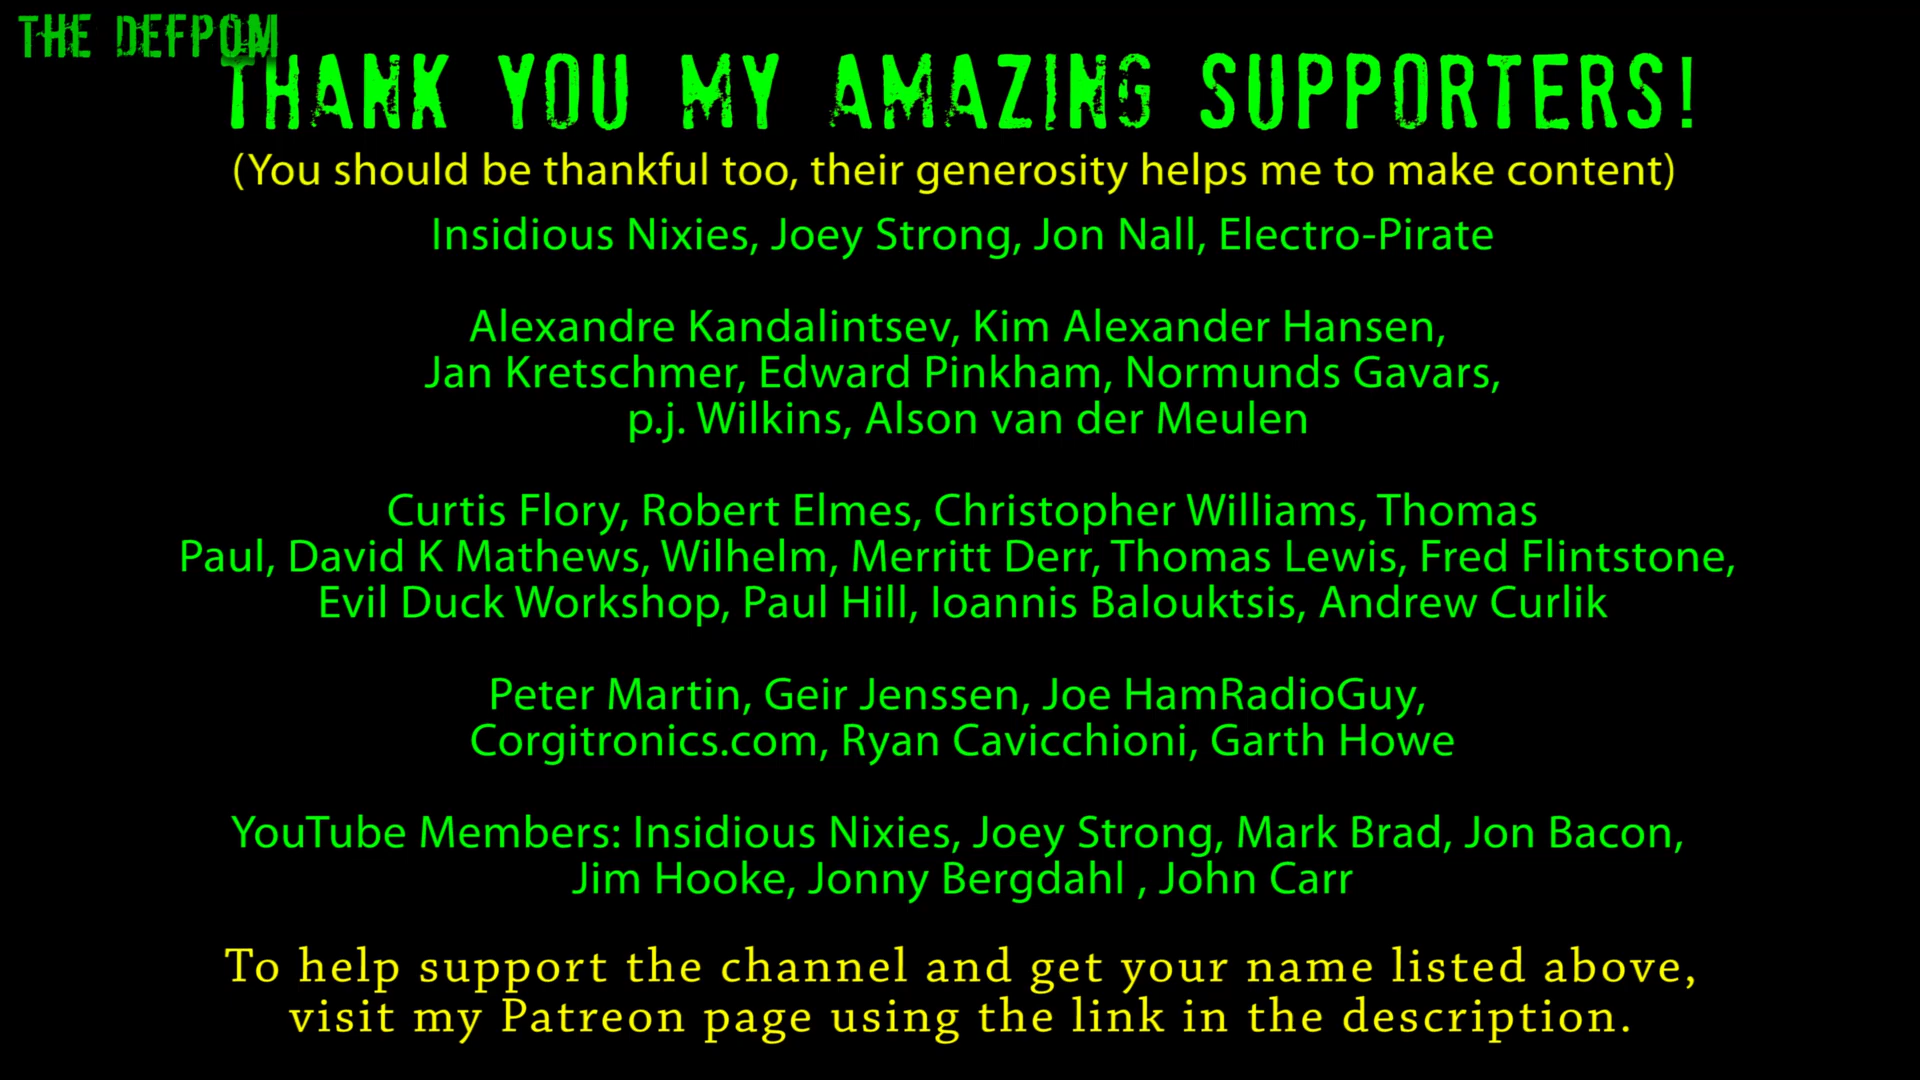 THE DEFPOM
THANK YOU MY AMAZING SUPPORTERS!
(You should be thankful too, their generosity helps me to make content)
Insidious Nixies, Joey Strong, Jon Nall, Electro-Pirate
Alexandre Kandalintsev, Kim Alexander Hansen,
Jan Kretschmer, Edward Pinkham, Normunds Gavars,
p.j. Wilkins, Alson van der Meulen
Curtis Flory, Robert Elmes, Christopher Williams, Thomas
Paul, David K Mathews, Wilhelm, Merritt Derr, Thomas Lewis, Fred Flintstone,
Evil Duck Workshop, Paul Hill, Ioannis Balouktsis, Andrew Curlik
Peter Martin, Geir Jenssen, Joe HamRadioGuy,
Corgitronics.com, Ryan Cavicchioni, Garth Howe
YouTube Members: Insidious Nixies, Joey Strong, Mark Brad, Jon Bacon,
Jim Hooke, Jonny Bergdahl , John Carr
To help support the channel and get your name listed above,
visit my Patreon page using the link in the description.